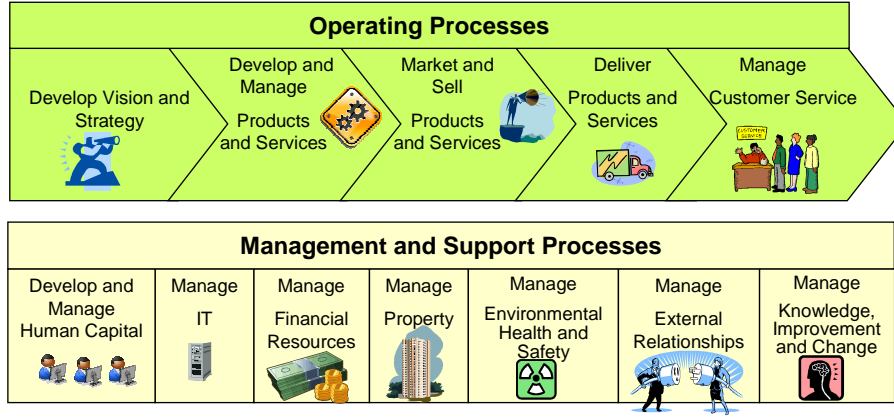 Operating Processes
Develop Vision and
Strategy
Develop and
Manage
Products
and Services
Market and
Sell
Products
and Services
Deliver
Products and
Services
Manage
Customer Service
CUSTOMER
SERVICE
Management and Support Processes
Develop and
Manage
Human Capital
Manage
IT
Manage
Financial
Resources
Manage
Property
Manage
Environmental
Health and
Safety
Manage
External
Relationships
Manage
Knowledge,
Improvement
and Change